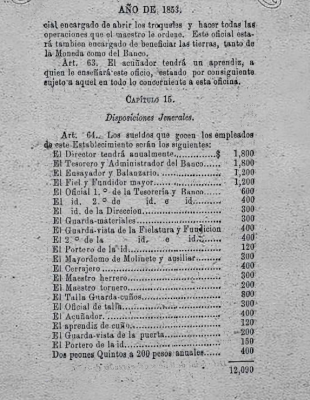 AÑO DE 1853.
cial encargado de abrir los troqueles y hacer todas las
operaciones que el maestro le ordene. Este oficial esta-
rá tambien encargado de beneficiar las tierras, tanto de
la Moneda como del Banco.
Art. 63. El acuñador tendrá un aprendiz, a
quien lo enseñará este oficio, estando por consiguiente
sujeto a aquel en todo lo concerniente a esta oficina.
CAPÍTULO 15.
Disposiciones Jenerales.
Art. 64. Los sueldos que gocen los empleados
de este Establecimiento serán los siguientes:
El Director tendrá anualmente $ 1,800
El Tesorero y Administrador del Banco 1,800
El Ensayador y Balanzario. 1,200
El Fiel y Fundidor mayor 1,200
El Oficial 1.º de la Tesorería y Banco 600
El id. 2.º de id. e id. 400
El id. de la Direccion 300
El Guarda-materiales 300
El Guarda-vista de la Fielatura y Fundicion 400
El 2.º de la id. e id. 400
El Portero de la id. 120
El Mayordomo de Molinete y ausiliar 300
El Cerrajero 400
El Maestro herrero 300
El Maestro tornero 200
El Talla Guarda-cuños 800
El Oficial de talla 300
El Acuñador 400
El aprendiz de cuño 120
El Guarda-vista de la puerta 200
El Portero de la id. 150
Dos peones Quintos a 200 pesos anuales 400
12,090